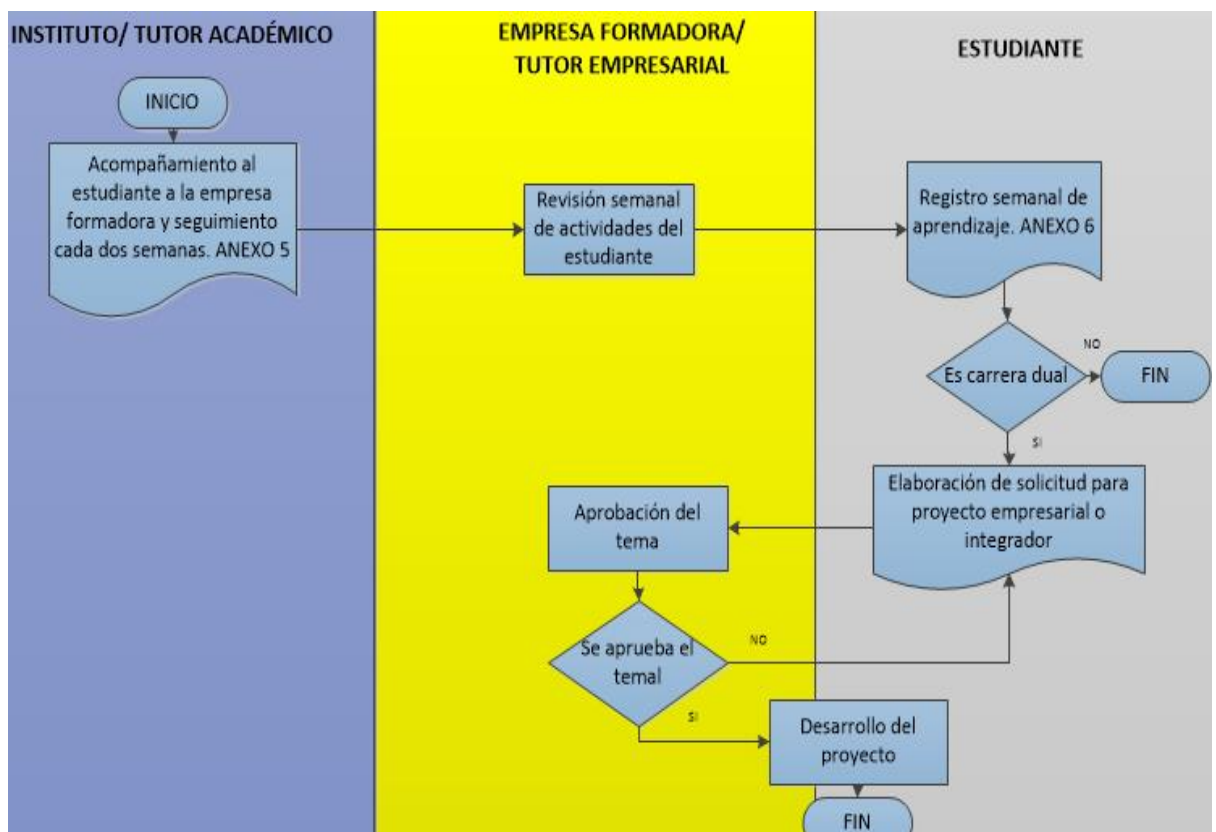 INSTITUTO/ TUTOR ACADÉMICO
EMPRESA FORMADORA/
TUTOR EMPRESARIAL
ESTUDIANTE
INICIO
Acompañamiento al
estudiante a la empresa
formadora y seguimiento
cada dos semanas. ANEXO 5
Revisión semanal
de actividades del
estudiante
Registro semanal de
aprendizaje. ANEXO 6
Es carrera dual
NO
FIN
SI
Elaboración de solicitud para
proyecto empresarial o
integrador
Aprobación del
tema
Se aprueba el
temal
NO
SI
Desarrollo del
proyecto
FIN